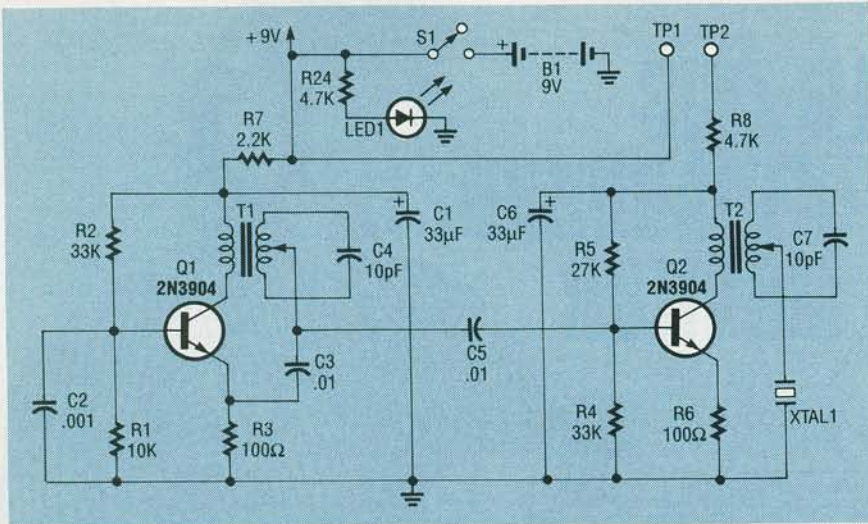 +9V
S1
TP1
TP2
+
B1
9V
R24
4.7K
LED1
R7
2.2K
R8
4.7K
R2
33K
T1
+
C1
33µF
C6
33µF
+
T2
C4
10pF
R5
27K
C7
10pF
Q1
2N3904
Q2
2N3904
C3
.01
C5
.01
C2
.001
R1
10K
R3
100Ω
R4
33K
R6
100Ω
XTAL1